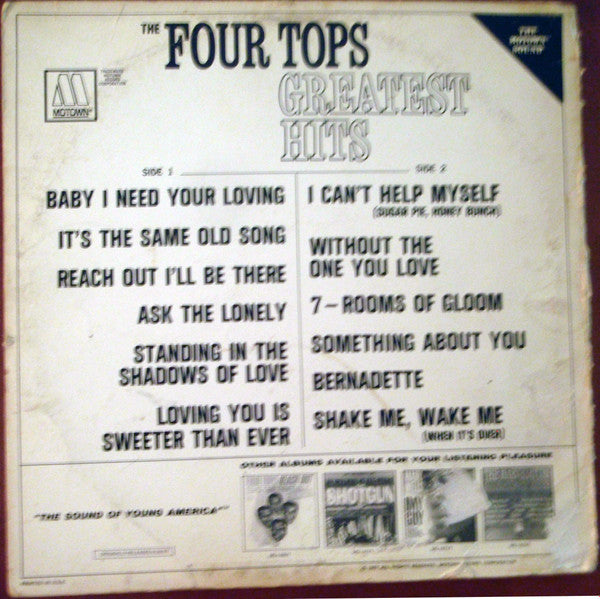 THE FOUR TOPS
GREATEST
HITS
MOTOWN
THE
MOTOWN
SOUND
SIDE 1
BABY I NEED YOUR LOVING
IT'S THE SAME OLD SONG
REACH OUT I'LL BE THERE
ASK THE LONELY
STANDING IN THE
SHADOWS OF LOVE
LOVING YOU IS
SWEETER THAN EVER
SIDE 2
I CAN'T HELP MYSELF
(SUGAR PIE, HONEY BUNCH)
WITHOUT THE
ONE YOU LOVE
7-ROOMS OF GLOOM
SOMETHING ABOUT YOU
BERNADETTE
SHAKE ME, WAKE ME
(WHEN IT'S OVER)
OTHER ALBUMS AVAILABLE FOR YOUR LISTENING PLEASURE
"THE SOUND OF YOUNG AMERICA"
SHOTGUN